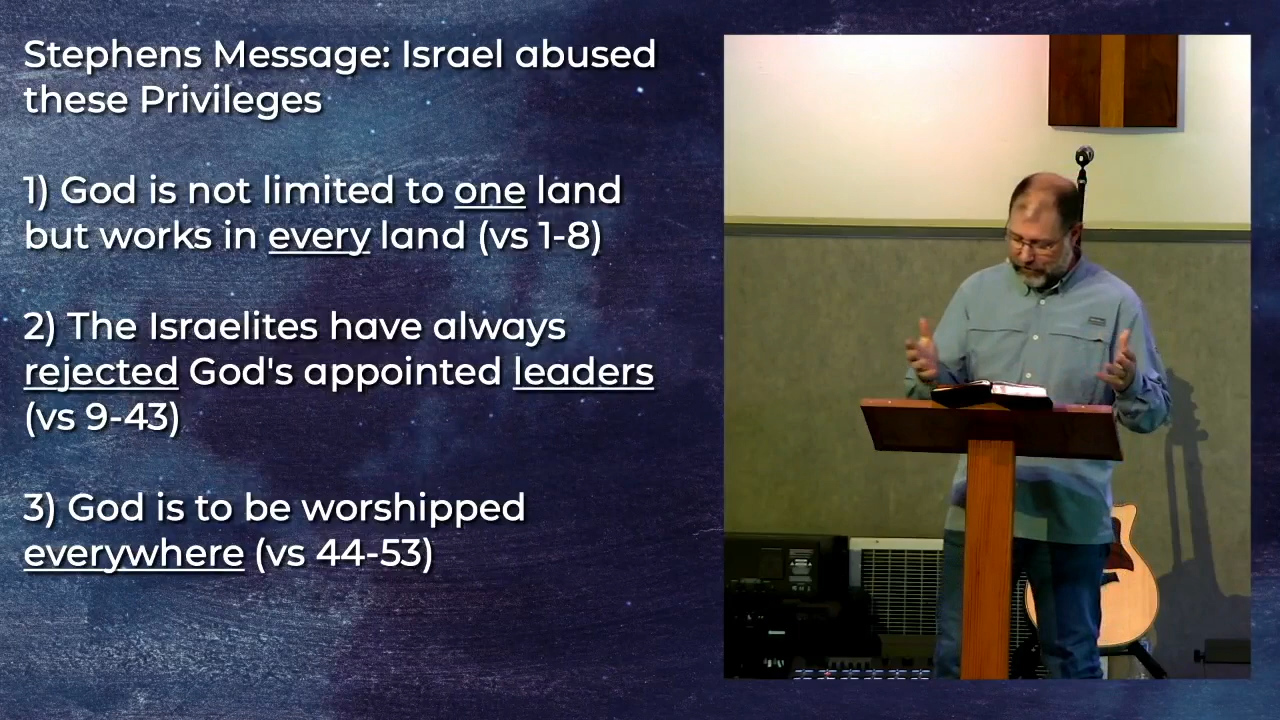 Stephens Message: Israel abused
these Privileges
1) God is not limited to one land
but works in every land (vs 1-8)
2) The Israelites have always
rejected God's appointed leaders
(vs 9-43)
3) God is to be worshipped
everywhere (vs 44-53)